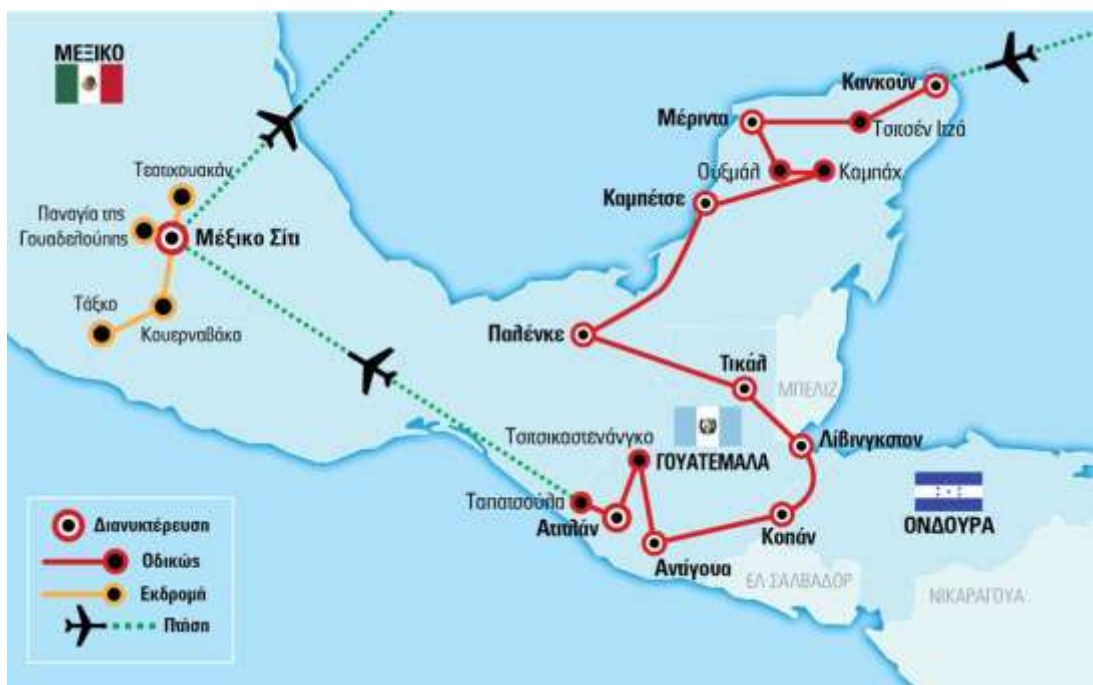 ΜΕΞΙΚΟ
Κανκούν
Μέριντα
Τσιτσέν Ιτζά
Τεοτιχουακάν
Ουξμάλ
Καμπάχ
Καμπέτσε
Παναγία της
Γουαδελούπης
Μέξικο Σίτι
Τάξκο
Κουερναβάκα
Παλένκε
Τικάλ
ΜΠΕΛΙΖ
Τσιτσικαστενάνγκο
ΓΟΥΑΤΕΜΑΛΑ
Λίβινγκστον
Ταπατσούλα
Ατιτλάν
Κοπάν
ΟΝΔΟΥΡΑ
Αντίγουα
ΕΛ ΣΑΛΒΑΔΟΡ
ΝΙΚΑΡΑΓΟΥΑ
Διανυκτέρευση
Οδικώς
Εκδρομή
Πτήση